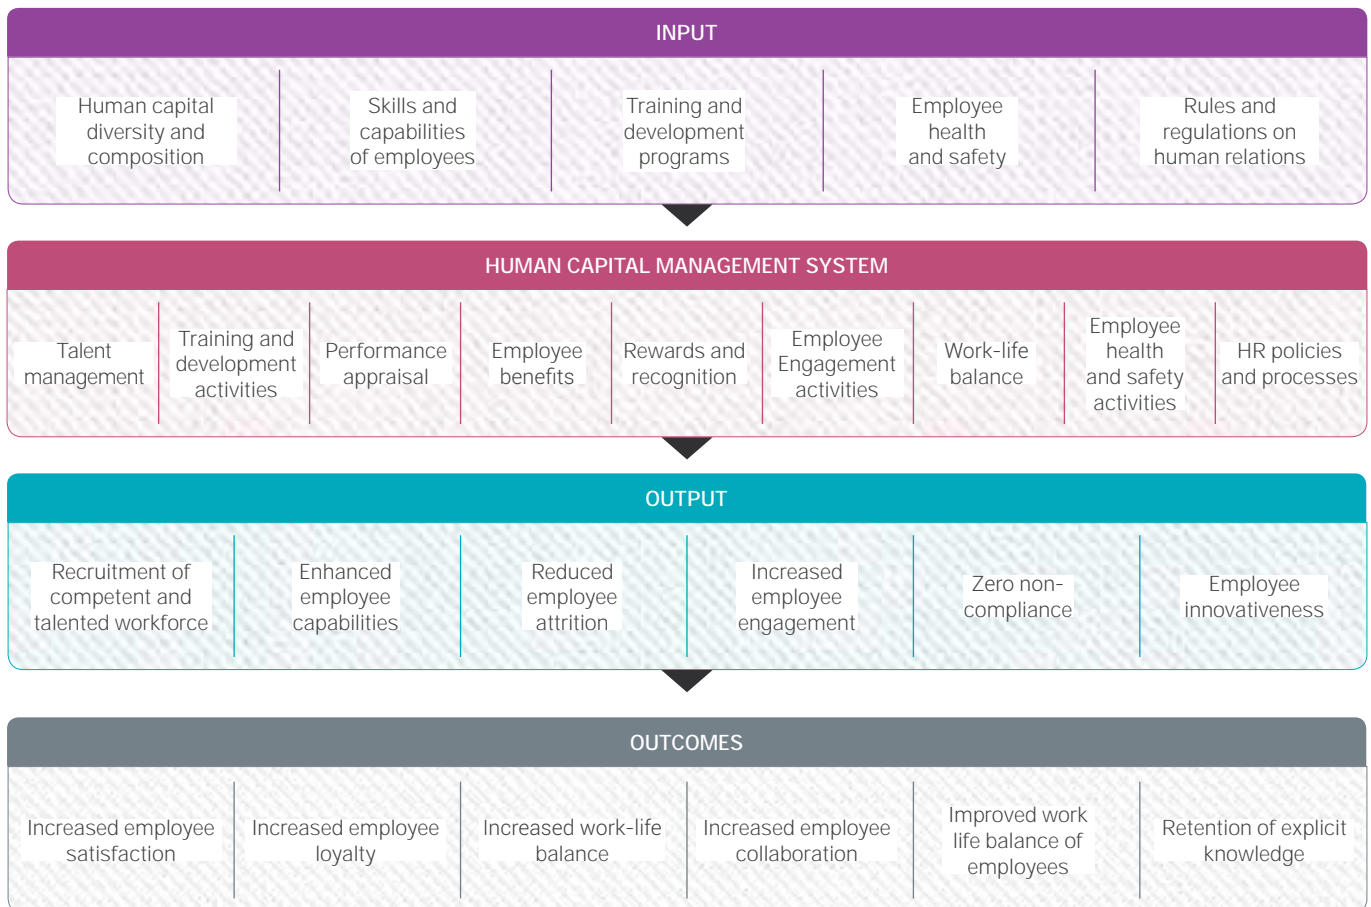 INPUT
Human capital
diversity and
composition
Skills and
capabilities
of employees
Training and
development
programs
Employee
health
and safety
Rules and
regulations on
human relations
HUMAN CAPITAL MANAGEMENT SYSTEM
Talent
management
Training and
development
activities
Performance
appraisal
Employee
benefits
Rewards and
recognition
Employee
Engagement
activities
Work-life
balance
Employee
health
and safety
activities
HR policies
and processes
OUTPUT
Recruitment of
competent and
talented workforce
Enhanced
employee
capabilities
Reduced
employee
attrition
Increased
employee
engagement
Zero non-
compliance
Employee
innovativeness
OUTCOMES
Increased employee
satisfaction
Increased employee
loyalty
Increased work-life
balance
Increased employee
collaboration
Improved work
life balance of
employees
Retention of explicit
knowledge